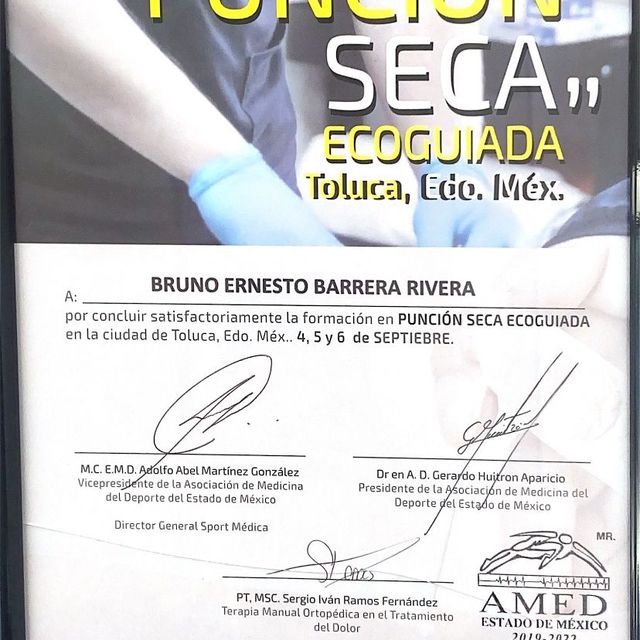 PUNCIÓN
SECA„
ECOGUIADA
Toluca, Edo. Méx.
BRUNO ERNESTO BARRERA RIVERA
A:
por concluir satisfactoriamente la formación en PUNCIÓN SECA ECOGUIADA
en la ciudad de Toluca, Edo. Méx.. 4, 5 y 6 de SEPTIEMBRE.
M.C. E.M.D. Adolfo Abel Martínez González
Vicepresidente de la Asociación de Medicina
del Deporte del Estado de México
Director General Sport Médica
Dr en A. D. Gerardo Huitron Aparicio
Presidente de la Asociación de Medicina del
Deporte del Estado de México
PT, MSC. Sergio Iván Ramos Fernández
Terapia Manual Ortopédica en el Tratamiento
del Dolor
MR.
AMED
ESTADO DE MÉXICO
2019-2022